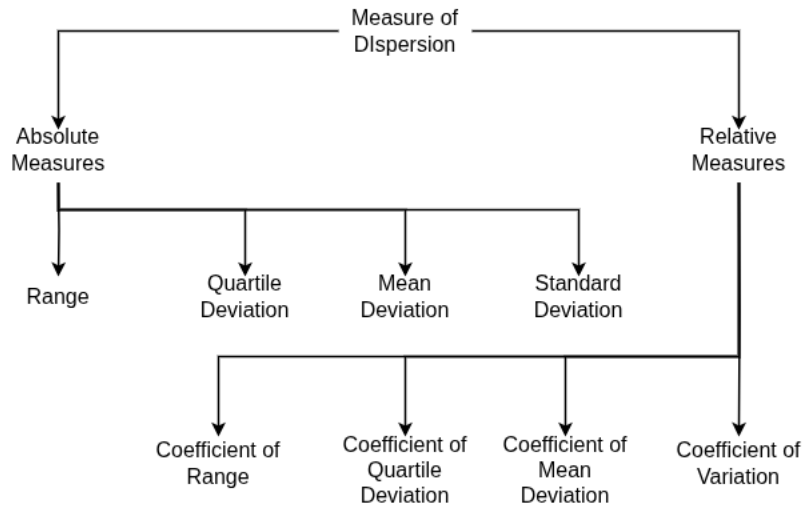 Measure of
DIspersion
Absolute
Measures
Relative
Measures
Range
Quartile
Deviation
Mean
Deviation
Standard
Deviation
Coefficient of
Range
Coefficient of
Quartile
Deviation
Coefficient of
Mean
Deviation
Coefficient of
Variation